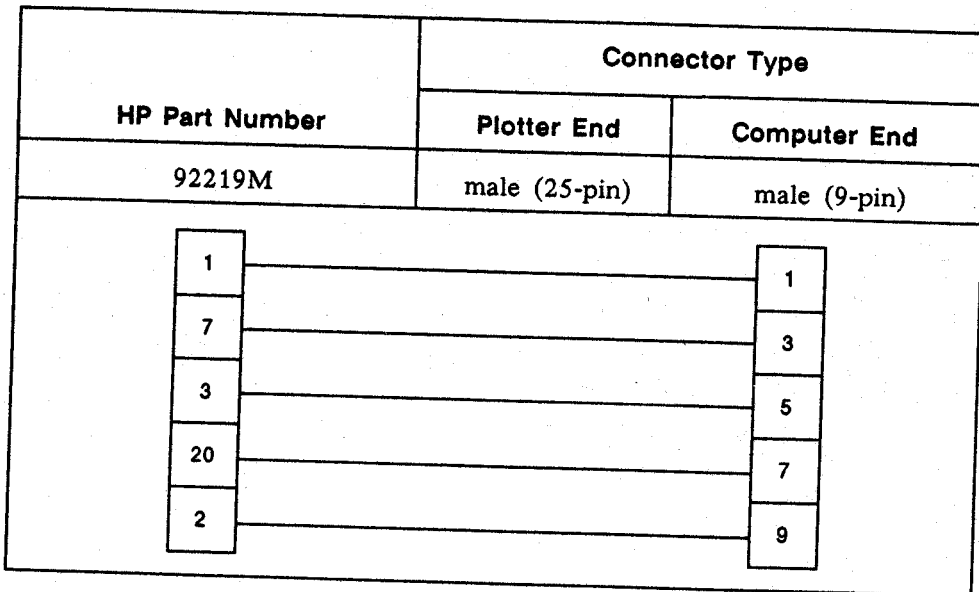 Connector Type
HP Part Number
Plotter End
Computer End
92219M
male (25-pin)
male (9-pin)
1
1
7
3
3
5
20
7
2
9